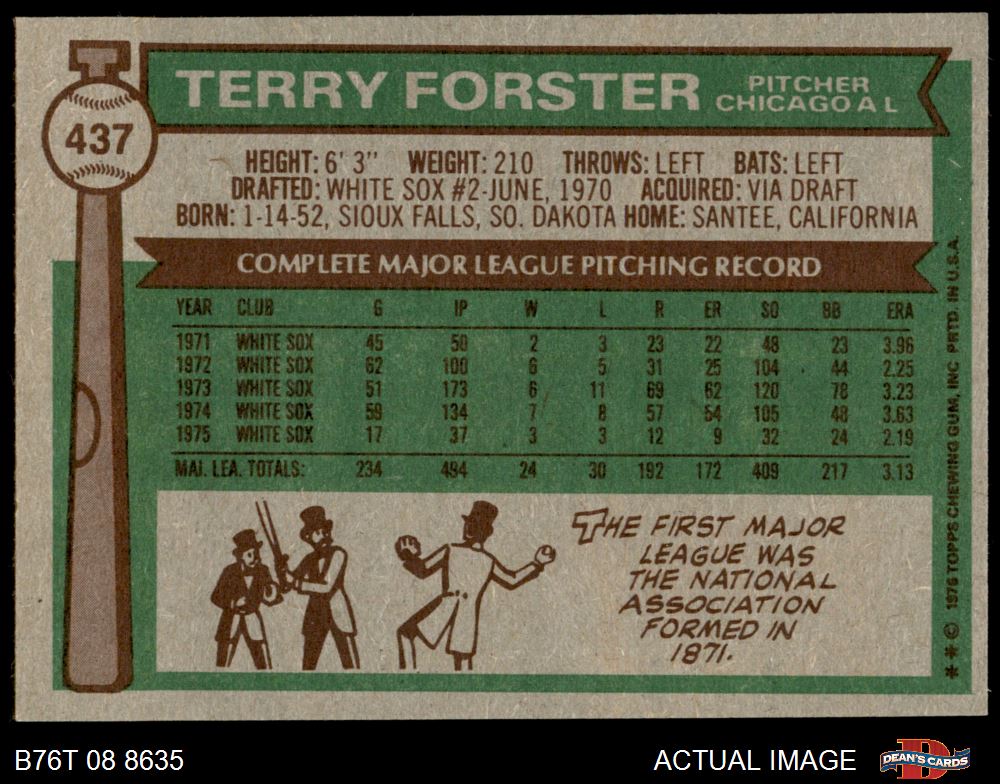 TERRY FORSTER
PITCHER
CHICAGO A L
437
HEIGHT: 6' 3" WEIGHT: 210 THROWS: LEFT BATS: LEFT
DRAFTED: WHITE SOX #2-JUNE, 1970 ACQUIRED: VIA DRAFT
BORN: 1-14-52, SIOUX FALLS, SO. DAKOTA HOME: SANTEE, CALIFORNIA
COMPLETE MAJOR LEAGUE PITCHING RECORD
YEAR CLUB G IP W L R ER SO BB ERA
1971 WHITE SOX 45 50 2 3 23 22 48 23 3.96
1972 WHITE SOX 62 100 6 5 31 25 104 44 2.25
1973 WHITE SOX 51 173 6 11 69 62 120 78 3.23
1974 WHITE SOX 59 134 7 8 57 54 105 48 3.63
1975 WHITE SOX 17 37 3 3 12 9 32 24 2.19
MAJ. LEA. TOTALS: 234 494 24 30 192 172 409 217 3.13
THE FIRST MAJOR
LEAGUE WAS
THE NATIONAL
ASSOCIATION
FORMED IN
1871.
**© 1976 TOPPS CHEWING GUM, INC PRTD. IN U.S.A.
B76T 08 8635
ACTUAL IMAGE
DEAN'S CARDS